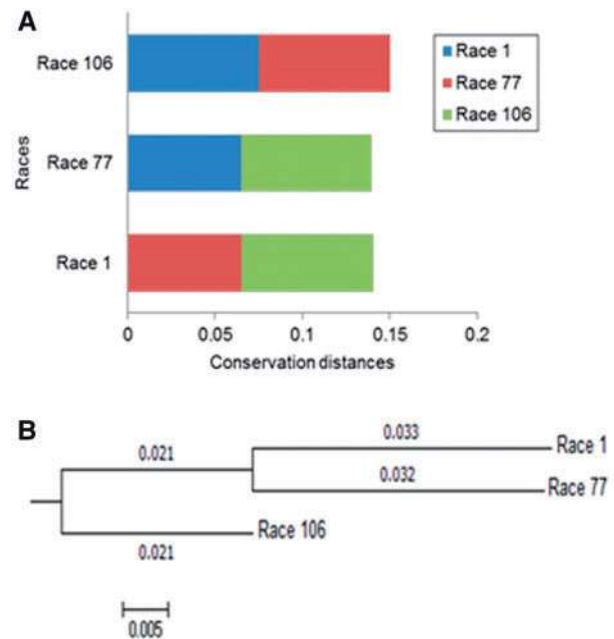 A
Race 106
Race 77
Race 1
Races
0
0.05
0.1
0.15
0.2
Conservation distances
Race 1
Race 77
Race 106
B
0.021
0.033
Race 1
0.032
Race 77
Race 106
0.021
0.005